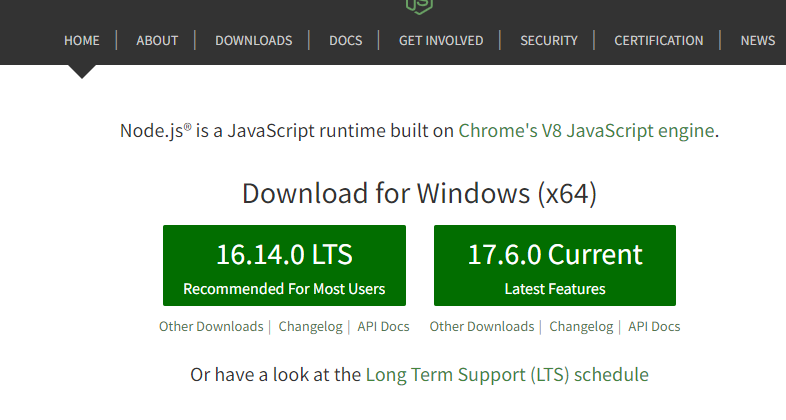 JS
HOME | ABOUT | DOWNLOADS | DOCS | GET INVOLVED | SECURITY | CERTIFICATION | NEWS
Node.js® is a JavaScript runtime built on Chrome's V8 JavaScript engine.
Download for Windows (x64)
16.14.0 LTS
Recommended For Most Users
17.6.0 Current
Latest Features
Other Downloads | Changelog | API Docs
Other Downloads | Changelog | API Docs
Or have a look at the Long Term Support (LTS) schedule